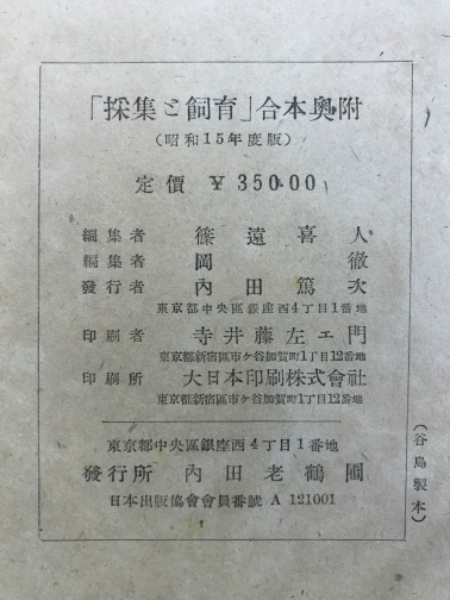 「採集と飼育」合本奥附
(昭和15年度版)
定價 ¥350.00
編集者 篠遠喜人
編集者 岡徹
發行者 內田篤次
東京都中央區銀座西4丁目1番地
印刷者 寺井藤左エ門
東京都新宿區市ケ谷加賀町1丁目12番地
印刷所 大日本印刷株式會社
東京都新宿區市ケ谷加賀町1丁目12番地
東京都中央區銀座西4丁目1番地
發行所 內田老鶴圃
日本出版協會會員番號 A 121001
(谷島製本)